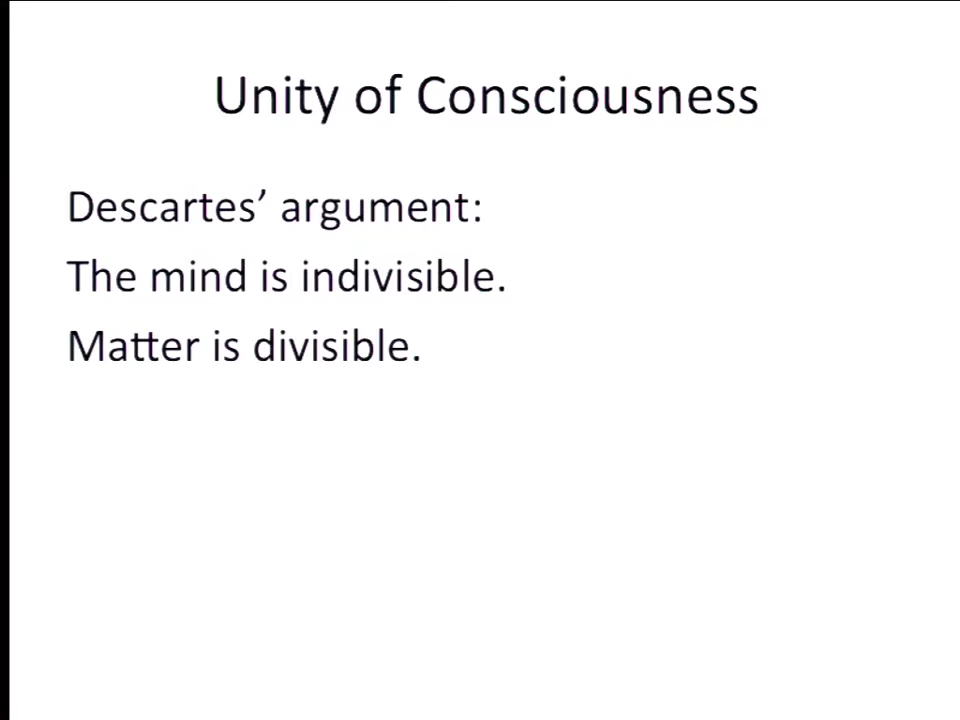 Unity of Consciousness
Descartes’ argument:
The mind is indivisible.
Matter is divisible.